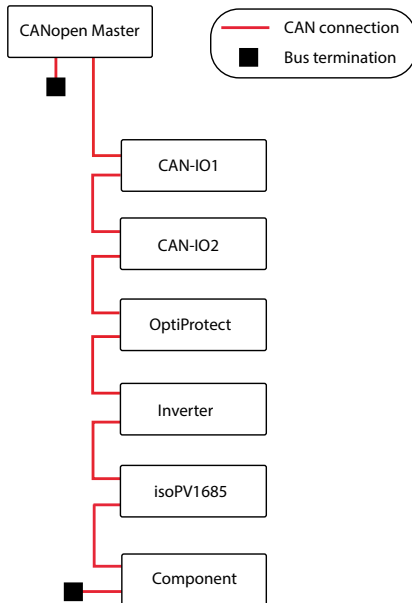 CANopen Master
CAN connection
Bus termination
CAN-IO1
CAN-IO2
OptiProtect
Inverter
isoPV1685
Component